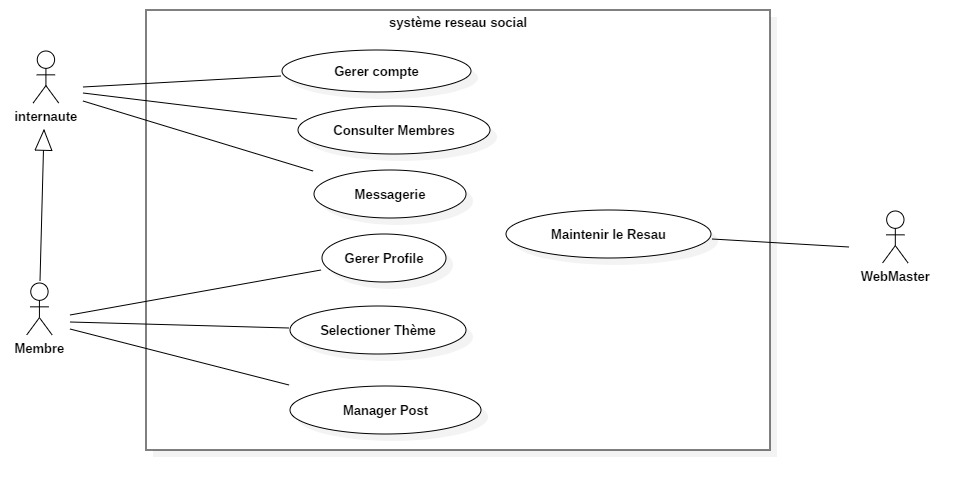 système reseau social
Gerer compte
internaute
Consulter Membres
Messagerie
Maintenir le Resau
Gerer Profile
WebMaster
Selectioner Thème
Membre
Manager Post